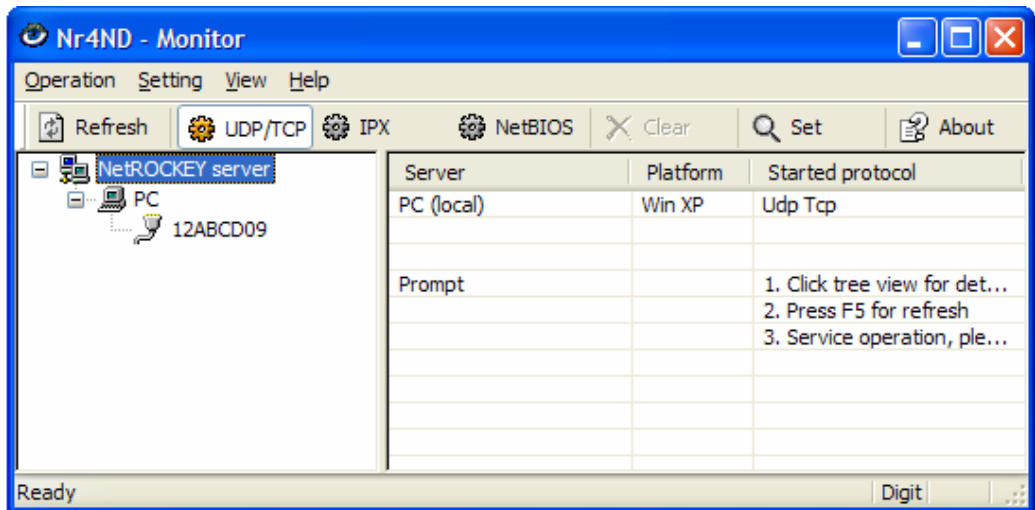 Nr4ND - Monitor
Operation Setting View Help
Refresh UDP/TCP IPX NetBIOS Clear Set About
NetROCKEY server
PC
12ABCD09
Server Platform Started protocol
PC (local) Win XP Udp Tcp
Prompt 1. Click tree view for det...
2. Press F5 for refresh
3. Service operation, ple...
Ready Digit